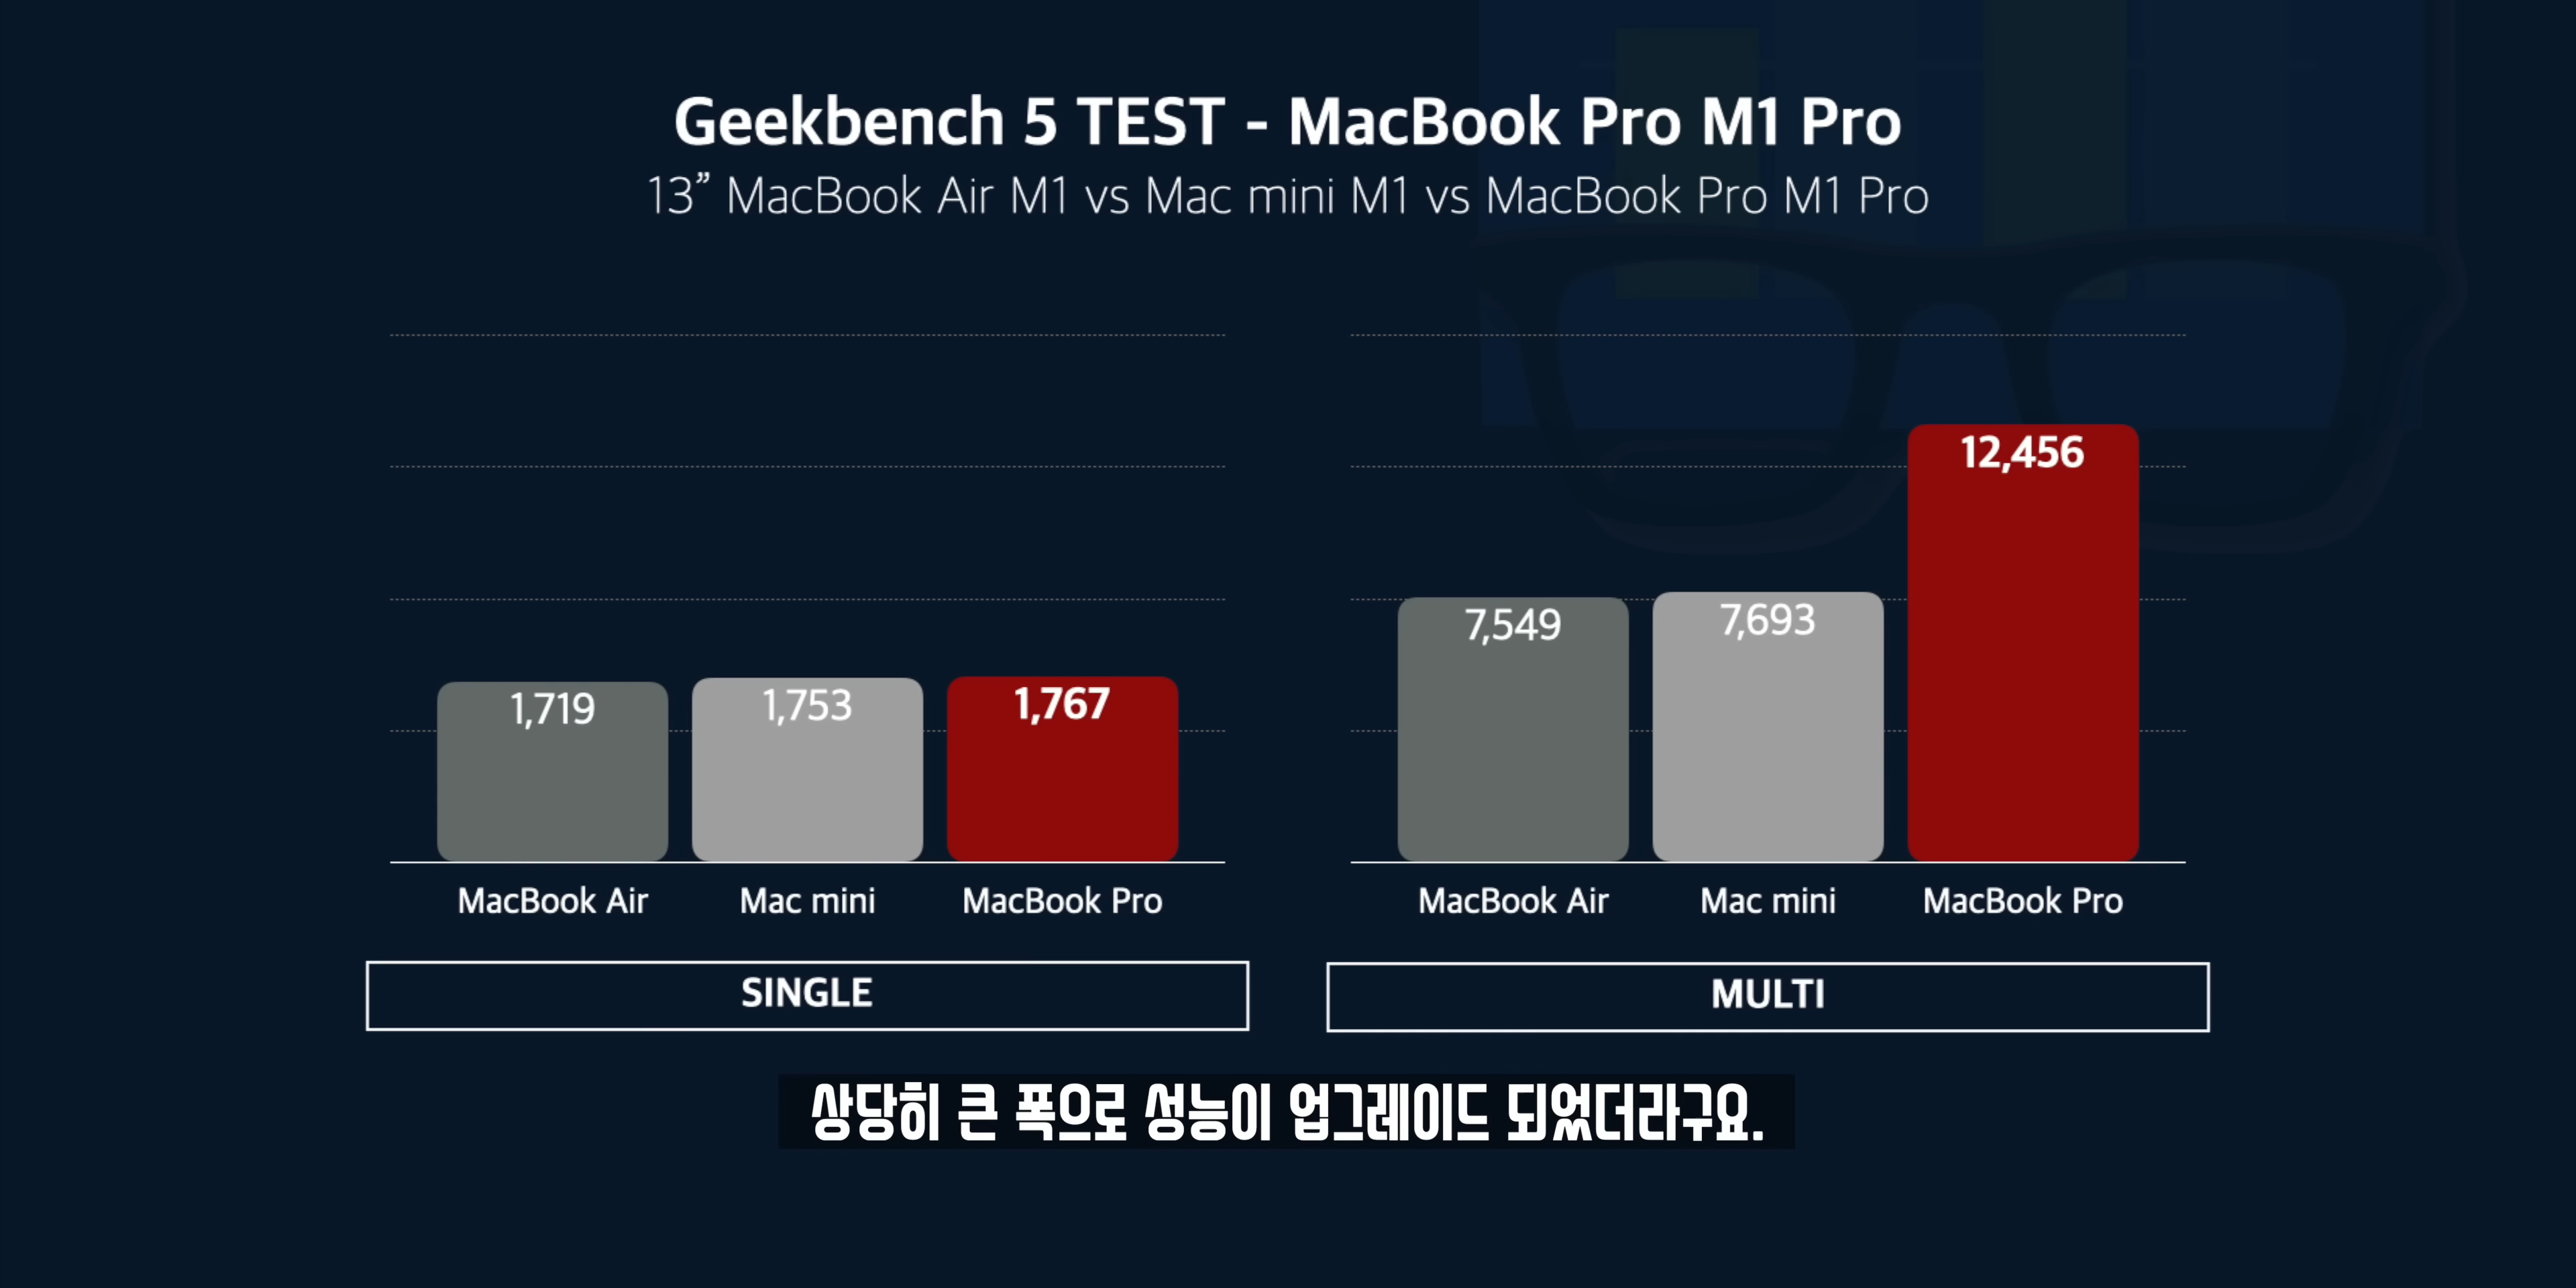 Geekbench 5 TEST - MacBook Pro M1 Pro
13” MacBook Air M1 vs Mac mini M1 vs MacBook Pro M1 Pro
1,719
1,753
1,767
MacBook Air
Mac mini
MacBook Pro
SINGLE
7,549
7,693
12,456
MacBook Air
Mac mini
MacBook Pro
MULTI
상당히 큰 폭으로 성능이 업그레이드 되었더라구요.